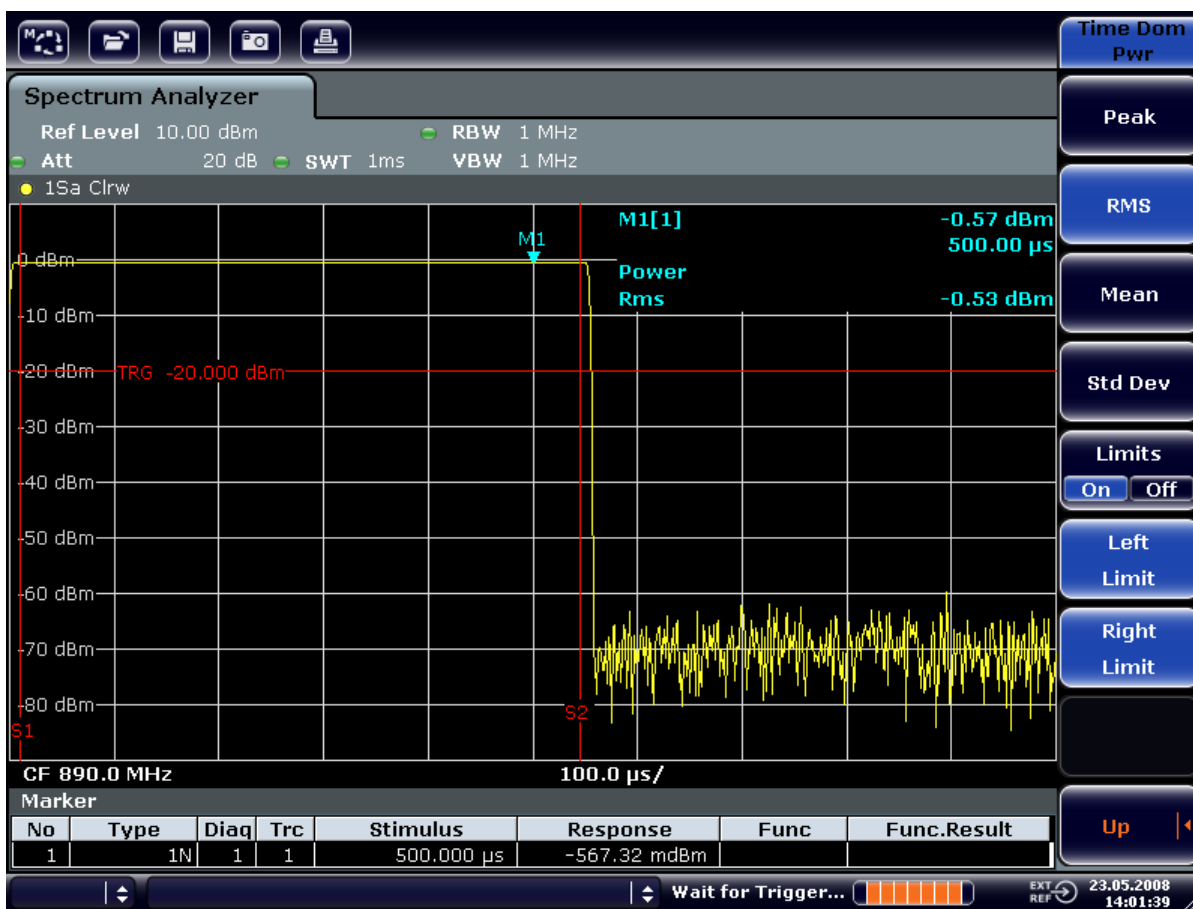 M
Time Dom
Pwr
Spectrum Analyzer
Ref Level 10.00 dBm RBW 1 MHz
Att 20 dB SWT 1ms VBW 1 MHz
1Sa Clrw
M1[1] -0.57 dBm
500.00 µs
M1
Power
Rms -0.53 dBm
0 dBm
-10 dBm
-20 dBm
TRG -20.000 dBm
-30 dBm
-40 dBm
-50 dBm
-60 dBm
-70 dBm
-80 dBm
S1
S2
CF 890.0 MHz 100.0 µs/
Marker
No Type Diaq Trc Stimulus Response Func Func.Result
1 1N 1 1 500.000 µs -567.32 mdBm
Wait for Trigger... EXT REF 23.05.2008
14:01:39
Peak
RMS
Mean
Std Dev
Limits
On Off
Left
Limit
Right
Limit
Up